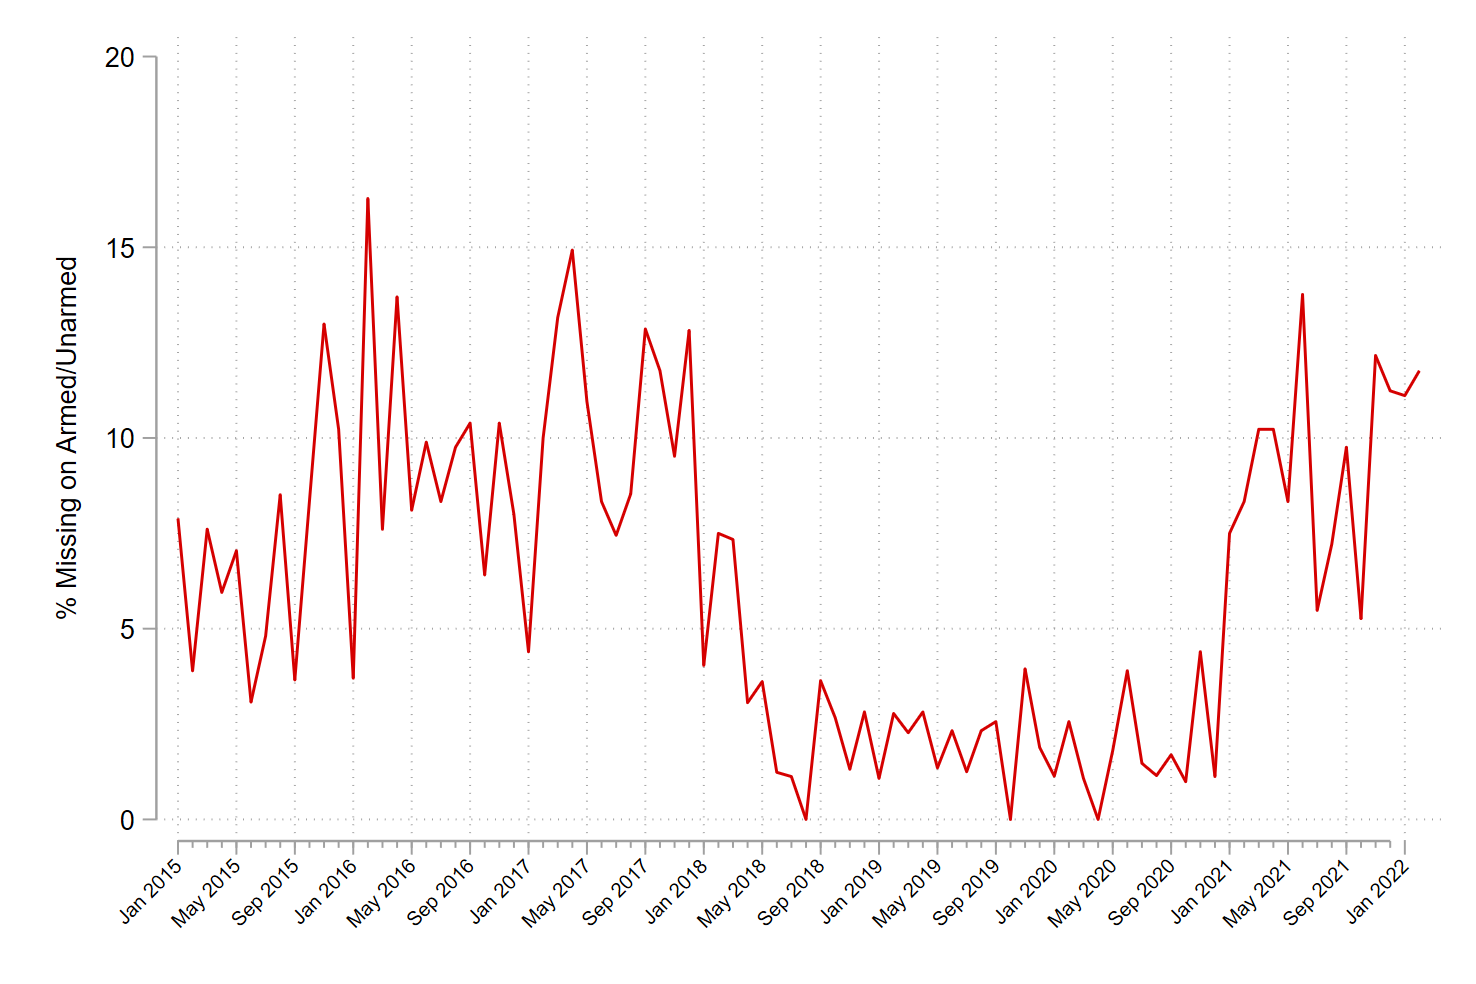 % Missing on Armed/Unarmed
20
15
10
5
0
Jan 2015
May 2015
Sep 2015
Jan 2016
May 2016
Sep 2016
Jan 2017
May 2017
Sep 2017
Jan 2018
May 2018
Sep 2018
Jan 2019
May 2019
Sep 2019
Jan 2020
May 2020
Sep 2020
Jan 2021
May 2021
Sep 2021
Jan 2022